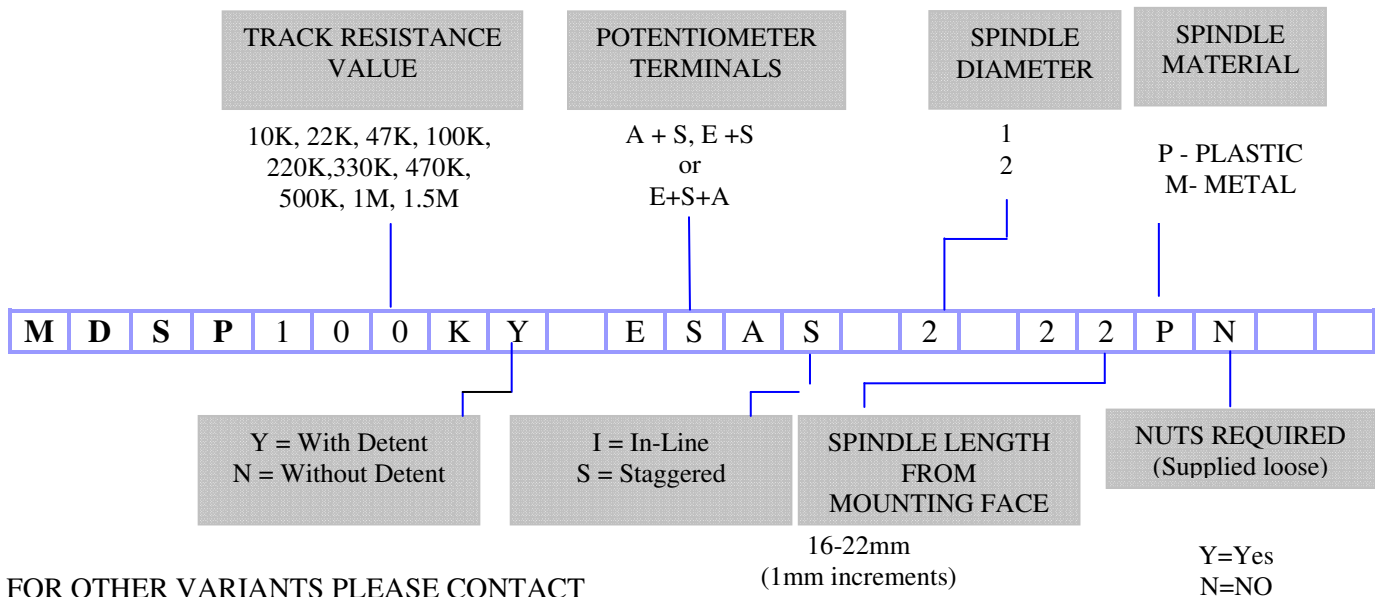 TRACK RESISTANCE
VALUE
10K, 22K, 47K, 100K,
220K,330K, 470K,
500K, 1M, 1.5M
POTENTIOMETER
TERMINALS
A + S, E +S
or
E+S+A
SPINDLE
DIAMETER
1
2
SPINDLE
MATERIAL
P - PLASTIC
M- METAL
M D S P 1 0 0 K Y E S A S 2 2 2 P N
Y = With Detent
N = Without Detent
I = In-Line
S = Staggered
SPINDLE LENGTH
FROM
MOUNTING FACE
16-22mm
(1mm increments)
NUTS REQUIRED
(Supplied loose)
Y=Yes
N=NO
FOR OTHER VARIANTS PLEASE CONTACT